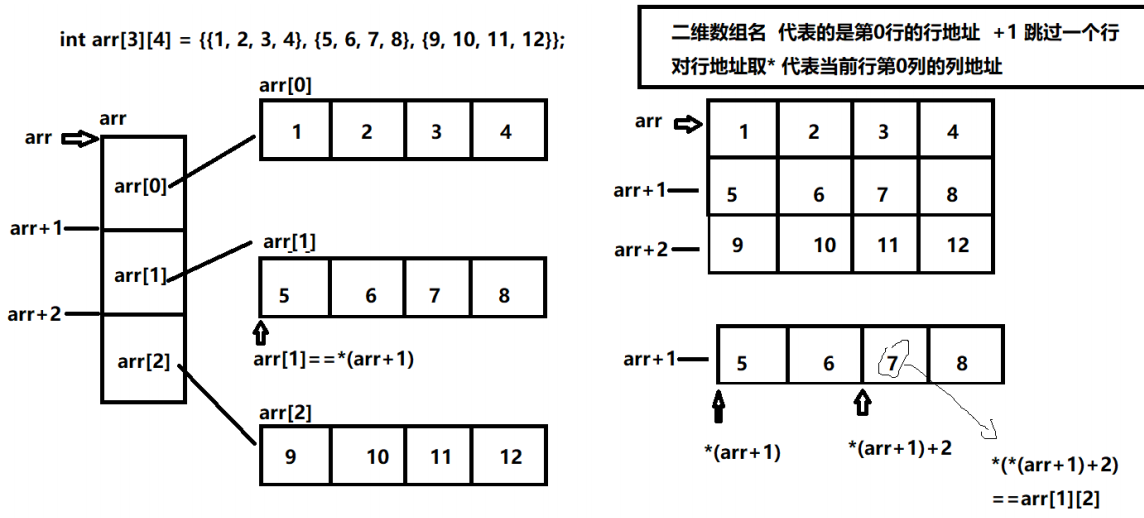 int arr[3][4] = {{1, 2, 3, 4}, {5, 6, 7, 8}, {9, 10, 11, 12}};
arr[0]
1 2 3 4
arr
arr
arr[0]
arr+1
arr[1]
arr+2
arr[2]
arr[1]
5 6 7 8
arr[1]==*(arr+1)
arr[2]
9 10 11 12
二维数组名 代表的是第0行的行地址 +1 跳过一个行
对行地址取* 代表当前行第0列的列地址
arr 1 2 3 4
arr+1 5 6 7 8
arr+2 9 10 11 12
arr+1 5 6 7 8
*(arr+1) *(arr+1)+2
*(*(arr+1)+2)
==arr[1][2]